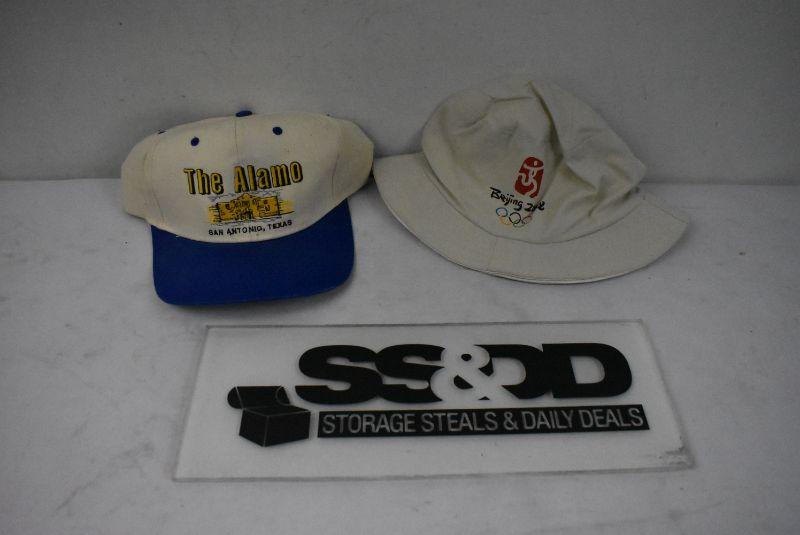 The Alamo
SAN ANTONIO, TEXAS
Beijing 2008
SS&DD
STORAGE STEALS & DAILY DEALS